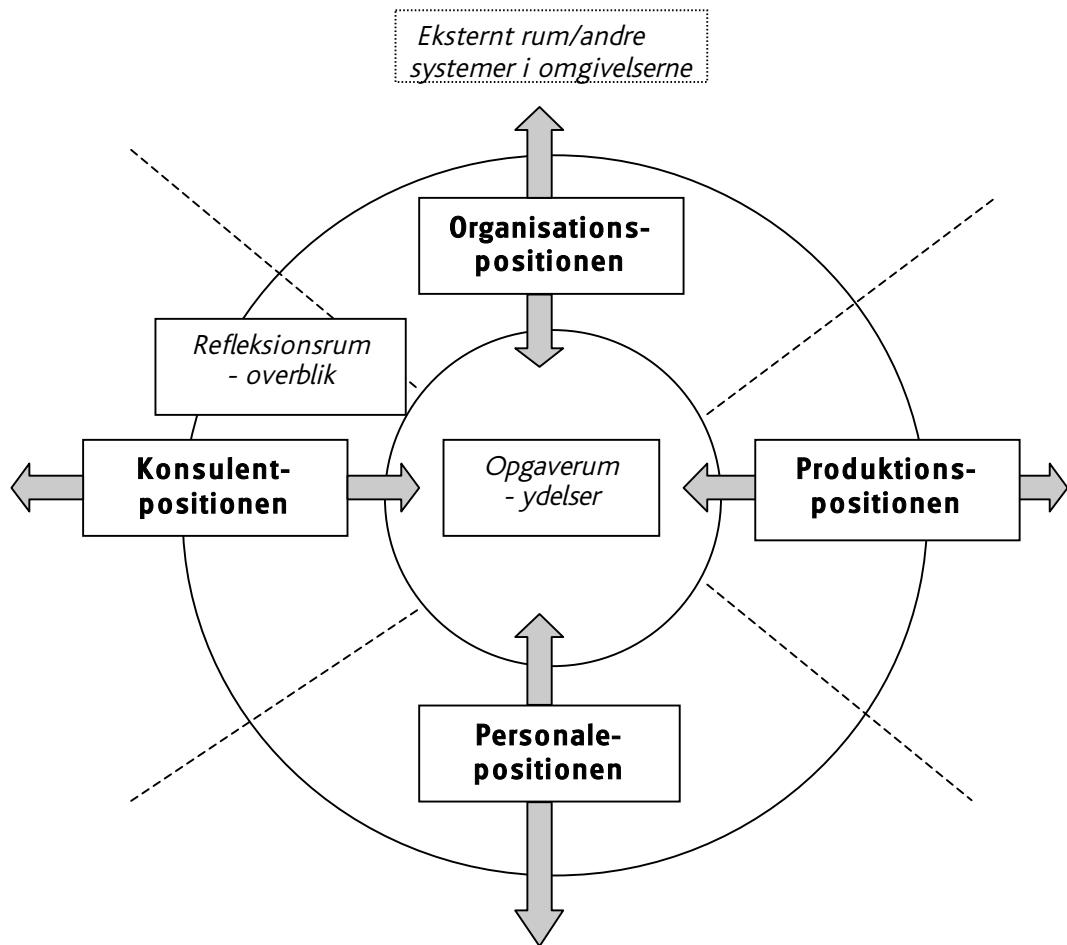 Eksternt rum/andre
systemer i omgivelserne
Organisations-
positionen
Refleksionsrum
- overblik
Konsulent-
positionen
Opgaverum
- ydelser
Produktions-
positionen
Personale-
positionen